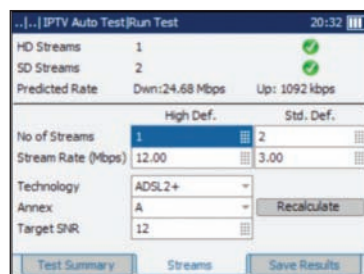 ..|..| IPTV Auto Test|Run Test 20:32
HD Streams 1
SD Streams 2
Predicted Rate Dwn:24.68 Mbps Up: 1092 kbps
High Def. Std. Def.
No of Streams 1 2
Stream Rate (Mbps) 12.00 3.00
Technology ADSL2+
Annex A Recalculate
Target SNR 12
Test Summary Streams Save Results